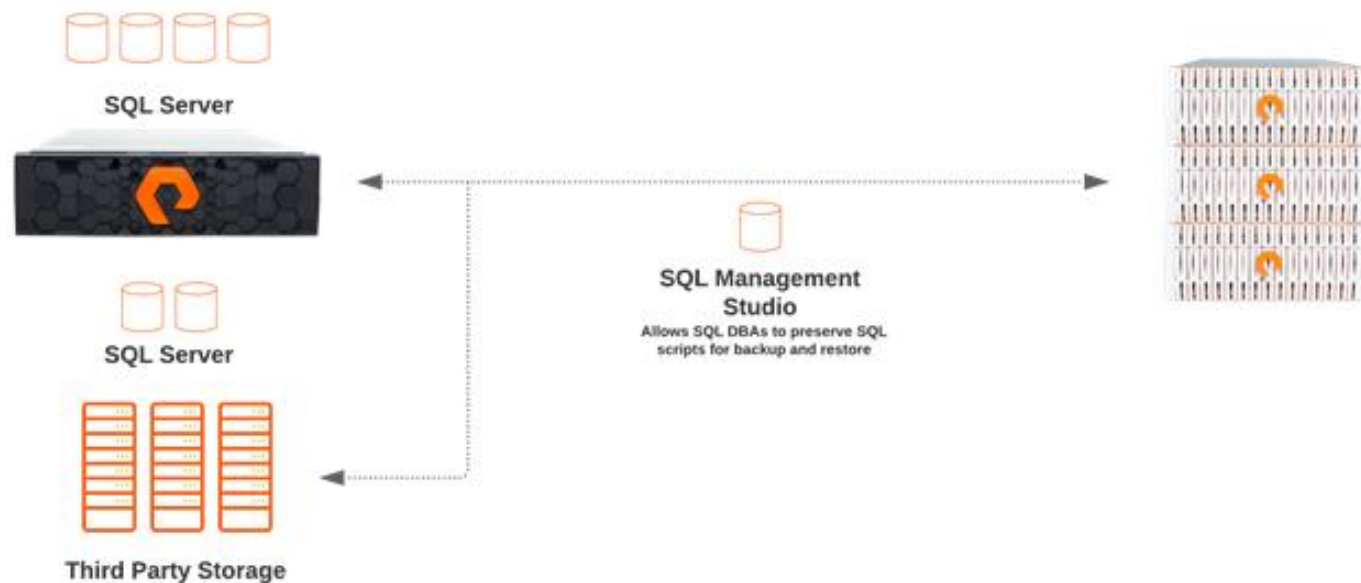 SQL Server
SQL Management
Studio
Allows SQL DBAs to preserve SQL
scripts for backup and restore
SQL Server
Third Party Storage